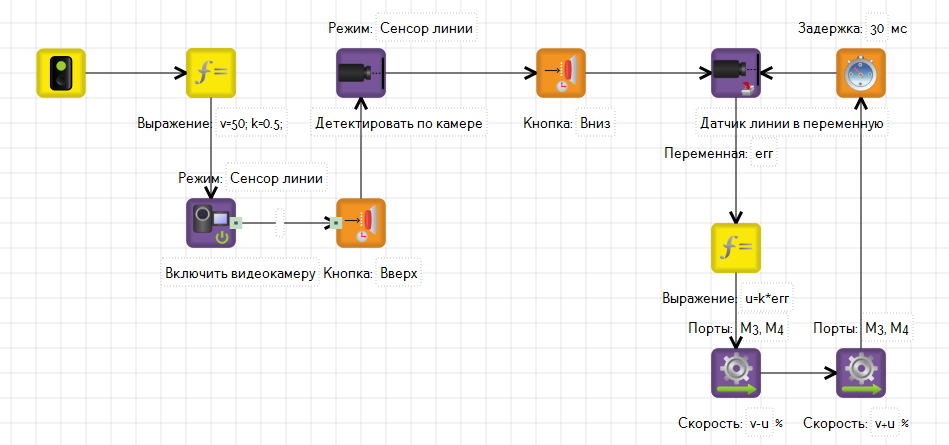 Режим: Сенсор линии
Задержка: 30 мс
Выражение: v=50; k=0.5;
Детектировать по камере
Кнопка: Вниз
Датчик линии в переменную
Переменная: err
Режим: Сенсор линии
Включить видеокамеру
Кнопка: Вверх
Выражение: u=k*err
Порты: M3, M4
Порты: M3, M4
Скорость: v-u %
Скорость: v+u %